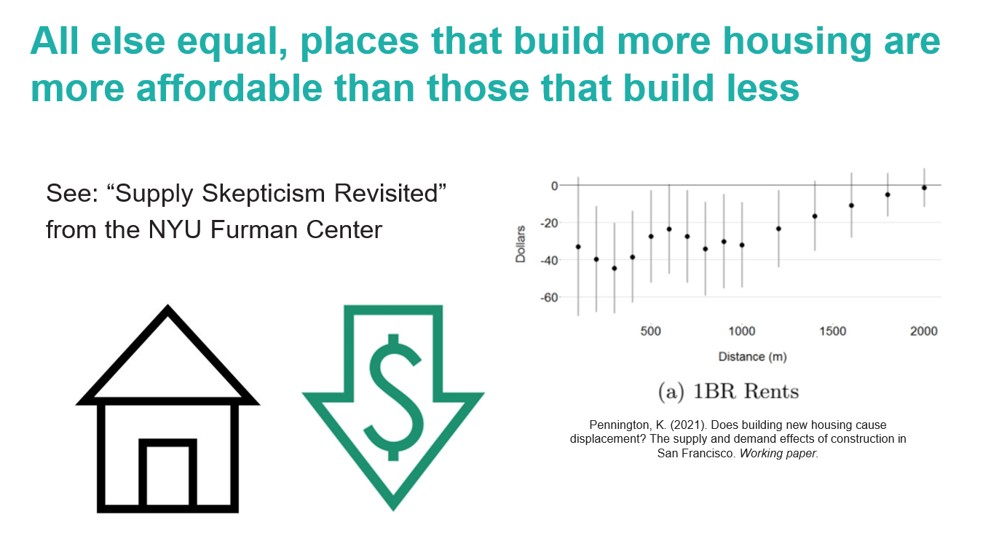 All else equal, places that build more housing are
more affordable than those that build less
See: “Supply Skepticism Revisited”
from the NYU Furman Center
$
Dollars
0
-20
-40
-60
500 1000 1500 2000
Distance (m)
(a) 1BR Rents
Pennington, K. (2021). Does building new housing cause
displacement? The supply and demand effects of construction in
San Francisco. Working paper.